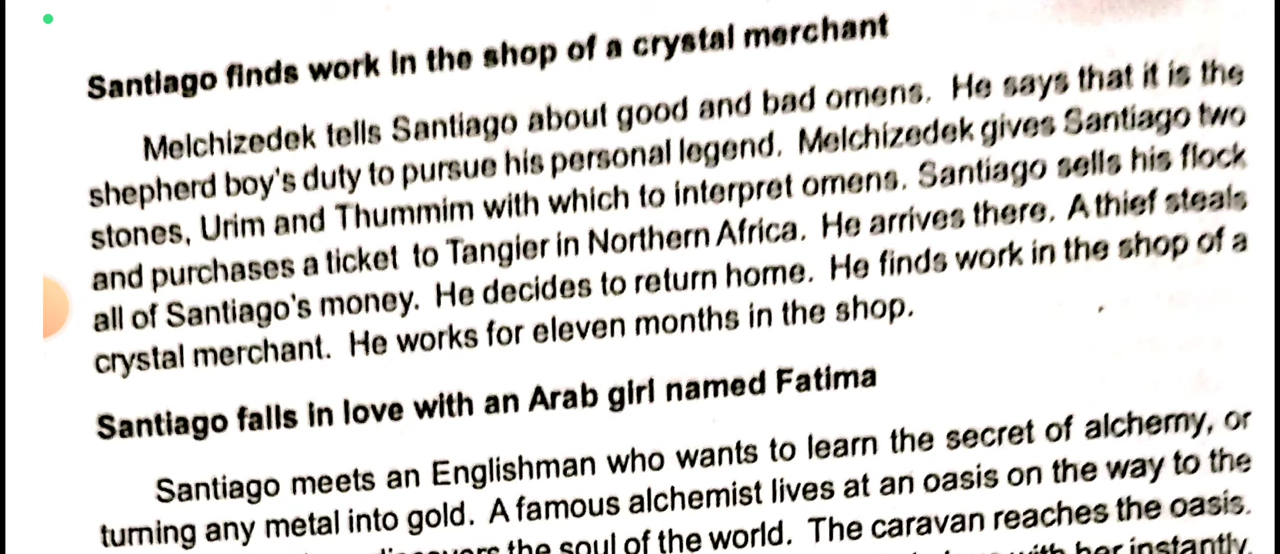 Santiago finds work in the shop of a crystal merchant
Melchizedek tells Santiago about good and bad omens. He says that it is the
shepherd boy's duty to pursue his personal legend. Melchizedek gives Santiago two
stones, Urim and Thummim with which to interpret omens. Santiago sells his flock
and purchases a ticket to Tangier in Northern Africa. He arrives there. A thief steals
all of Santiago's money. He decides to return home. He finds work in the shop of a
crystal merchant. He works for eleven months in the shop.
Santiago falls in love with an Arab girl named Fatima
Santiago meets an Englishman who wants to learn the secret of alchemy, or
turning any metal into gold. A famous alchemist lives at an oasis on the way to the
the soul of the world. The caravan reaches the oasis.
with her instantly.